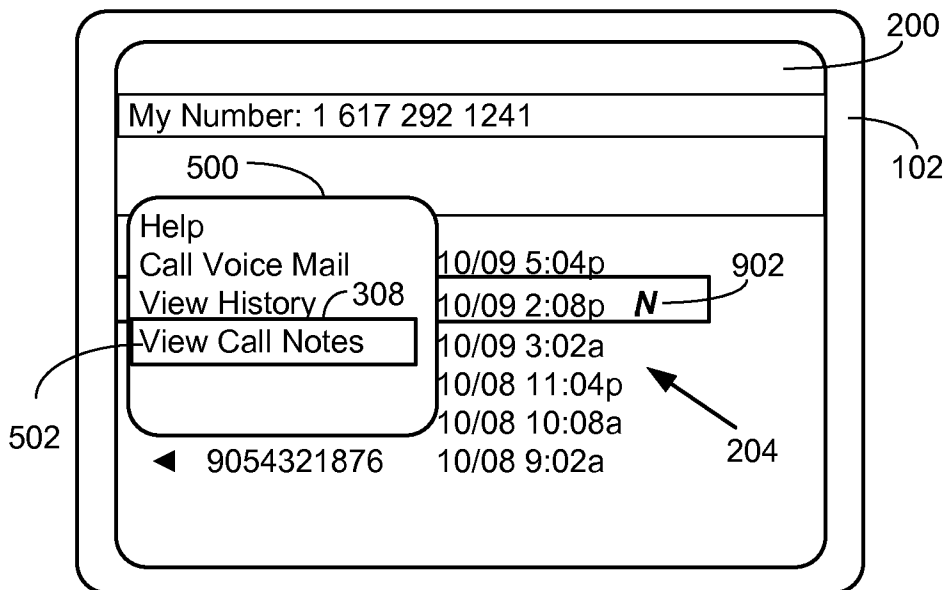 200
My Number: 1 617 292 1241
102
500
Help
Call Voice Mail 10/09 5:04p 902
View History 308 10/09 2:08p N
View Call Notes 10/09 3:02a
10/08 11:04p
502 10/08 10:08a 204
◄ 9054321876 10/08 9:02a